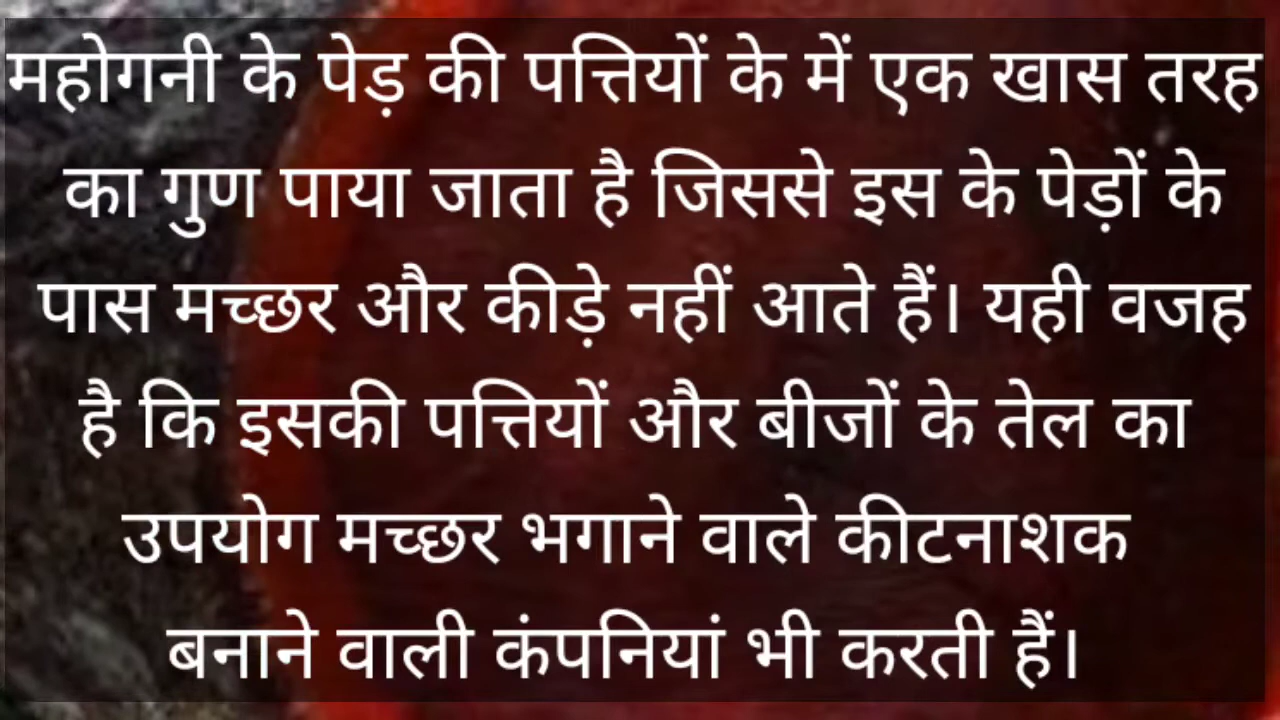 महोगनी के पेड़ की पत्तियों के में एक खास तरह
का गुण पाया जाता है जिससे इस के पेड़ों के
पास मच्छर और कीड़े नहीं आते हैं। यही वजह
है कि इसकी पत्तियों और बीजों के तेल का
उपयोग मच्छर भगाने वाले कीटनाशक
बनाने वाली कंपनियां भी करती हैं।